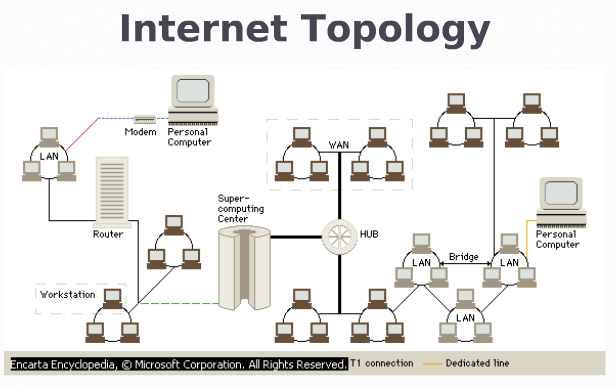 Internet Topology
LAN
Modem
Personal
Computer
WAN
Router
Super-
computing
Center
HUB
LAN
Bridge
LAN
Personal
Computer
Workstation
LAN
Encarta Encyclopedia, © Microsoft Corporation. All Rights Reserved.
T1 connection
Dedicated line